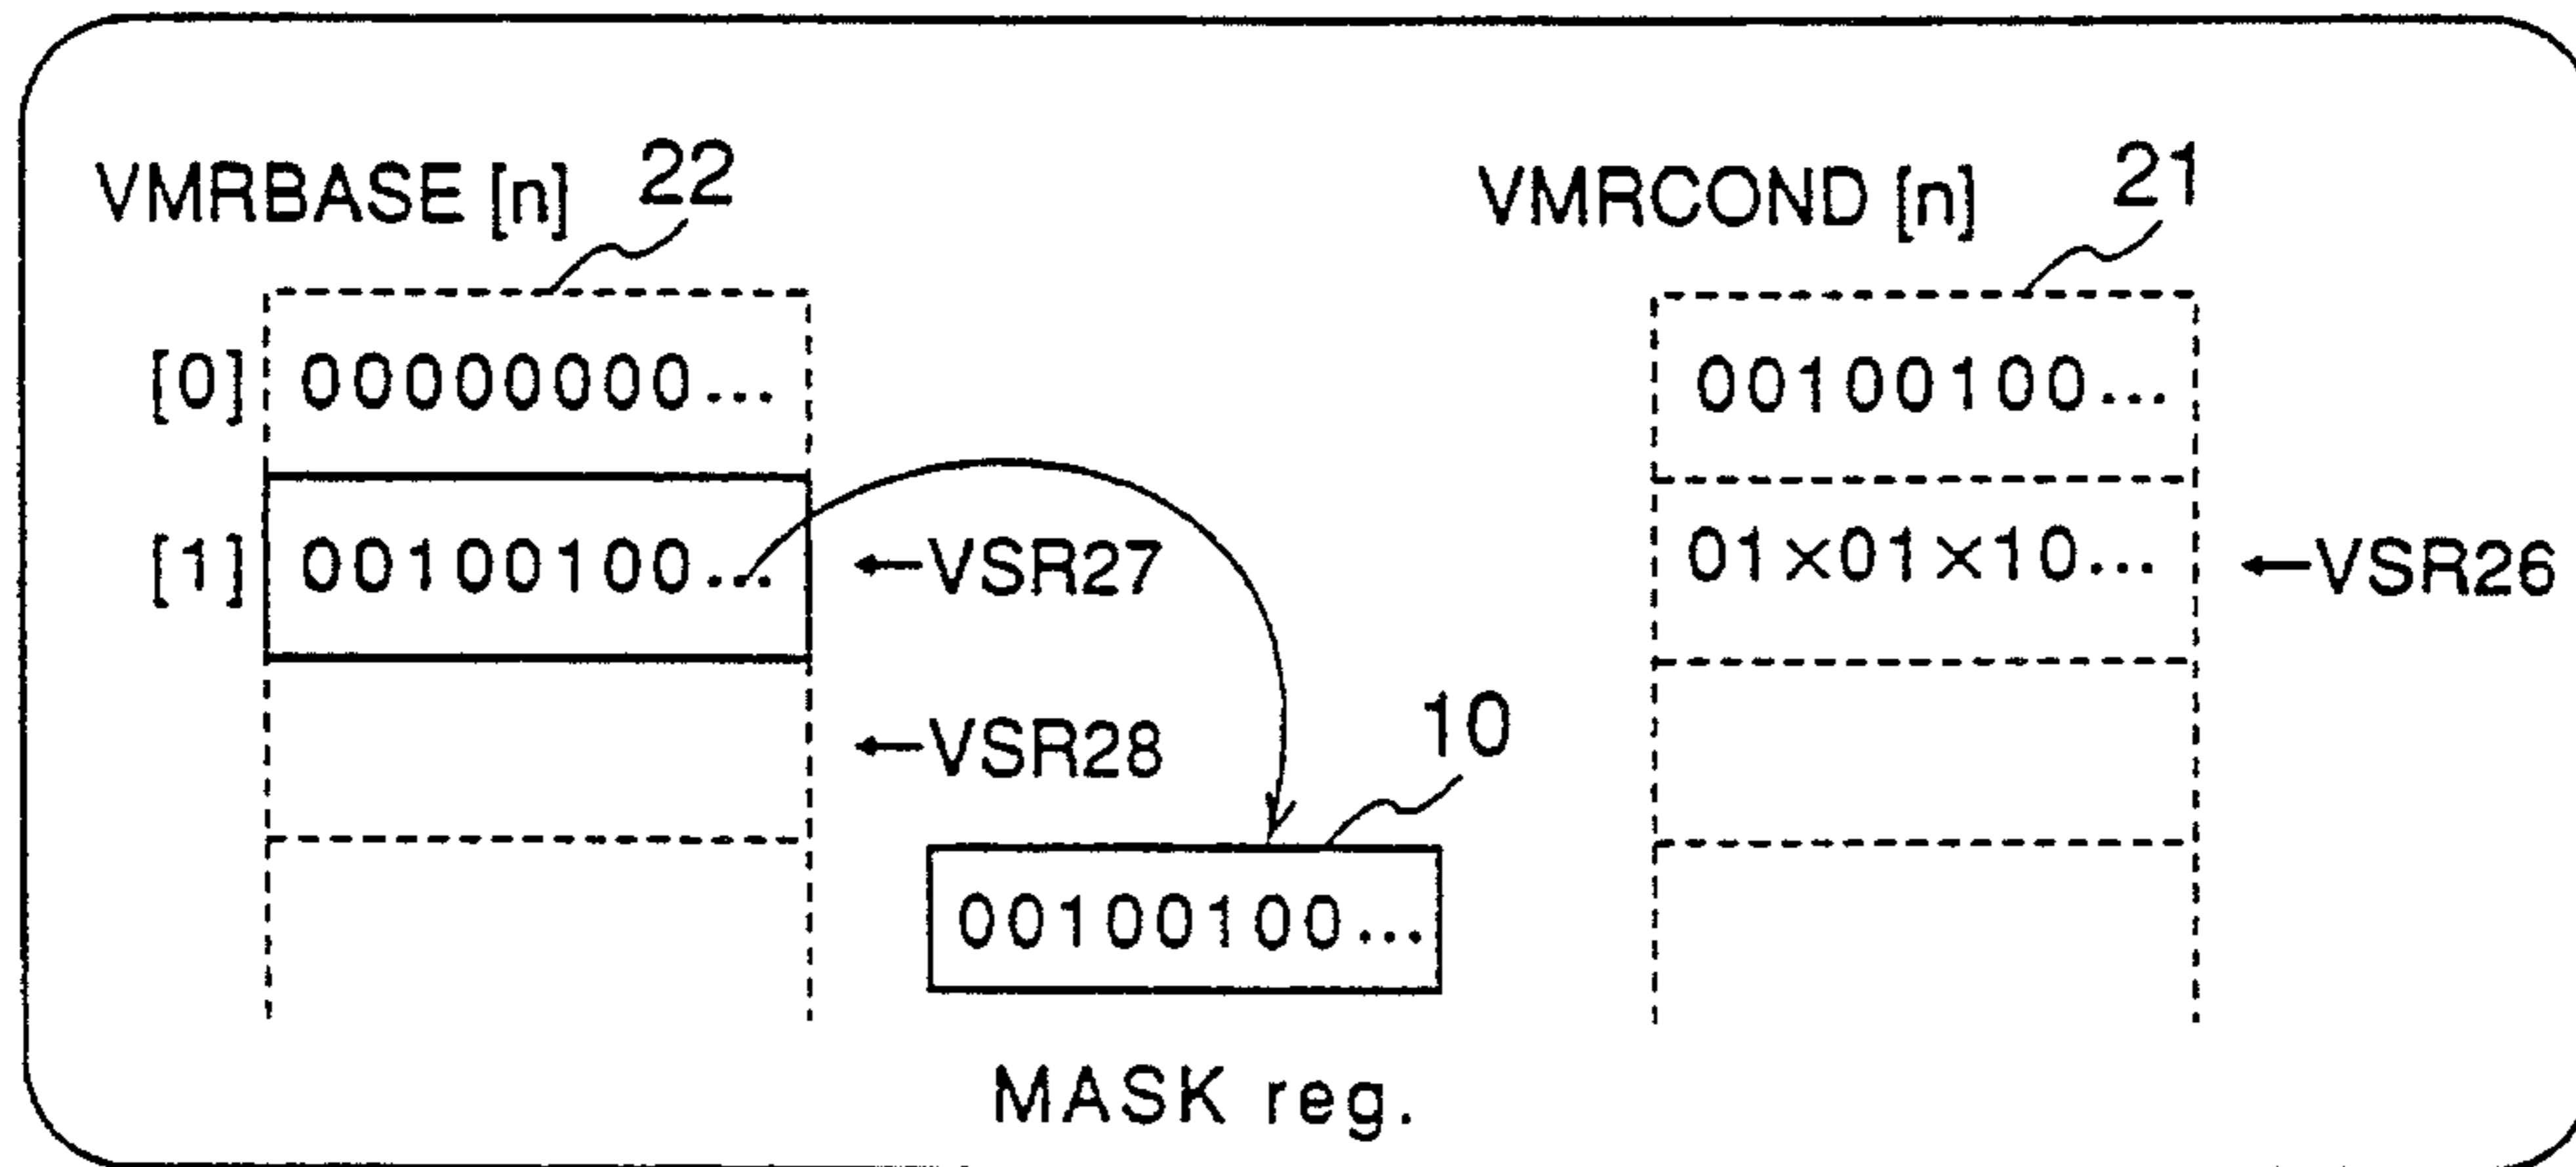 VMRBASE [n] 22
VMRCOND [n] 21
[0] 00000000...
00100100...
[1] 00100100... ←VSR27
01×01×10... ←VSR26
←VSR28
10
00100100...
MASK reg.